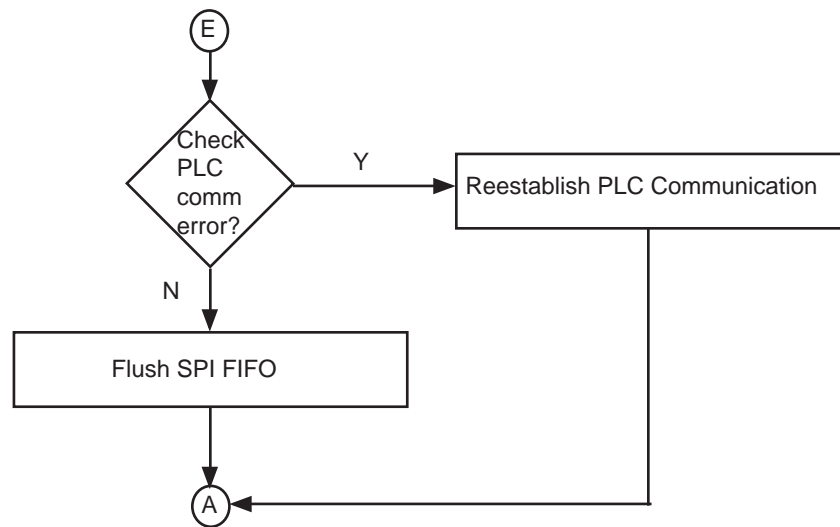 E
Check
PLC
comm
error?
Y
Reestablish PLC Communication
N
Flush SPI FIFO
A